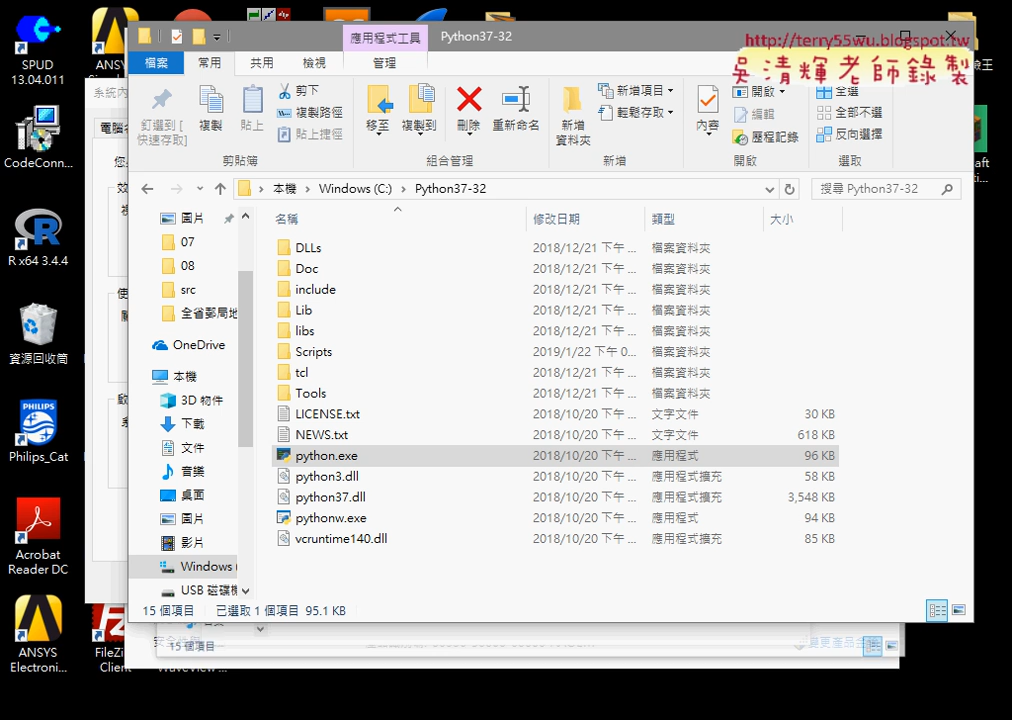 SPUD
13.04.011
ANSY
CodeConn...
R x64 3.4.4
資源回收筒
Philips_Cat
Acrobat
Reader DC
ANSYS
Electronic...
FileZi
Client
應用程式工具
Python37-32
http://terry55wu.blogspot.tw
吳清輝老師錄製
檔案
常用
共用
檢視
管理
釘選到 [
快速存取]
複製
貼上
剪下
複製路徑
貼上捷徑
剪貼簿
移至
複製到
刪除
重新命名
組合管理
新增
資料夾
新增項目
輕鬆存取
新增
內容
開啟
編輯
歷程記錄
開啟
全選
全部不選
反向選擇
選取
本機 › Windows (C:) › Python37-32
搜尋 Python37-32
圖片
07
08
src
全省郵局地
OneDrive
本機
3D 物件
下載
文件
音樂
桌面
圖片
影片
Windows (
USB 磁碟機
名稱 修改日期 類型 大小
DLLs 2018/12/21 下午 ... 檔案資料夾
Doc 2018/12/21 下午 ... 檔案資料夾
include 2018/12/21 下午 ... 檔案資料夾
Lib 2018/12/21 下午 ... 檔案資料夾
libs 2018/12/21 下午 ... 檔案資料夾
Scripts 2019/1/22 下午 0... 檔案資料夾
tcl 2018/12/21 下午 ... 檔案資料夾
Tools 2018/12/21 下午 ... 檔案資料夾
LICENSE.txt 2018/10/20 下午 ... 文字文件 30 KB
NEWS.txt 2018/10/20 下午 ... 文字文件 618 KB
python.exe 2018/10/20 下午 ... 應用程式 96 KB
python3.dll 2018/10/20 下午 ... 應用程式擴充 58 KB
python37.dll 2018/10/20 下午 ... 應用程式擴充 3,548 KB
pythonw.exe 2018/10/20 下午 ... 應用程式 94 KB
vcruntime140.dll 2018/10/20 下午 ... 應用程式擴充 85 KB
15 個項目 已選取 1 個項目 95.1 KB
15 個項目
變更產品金